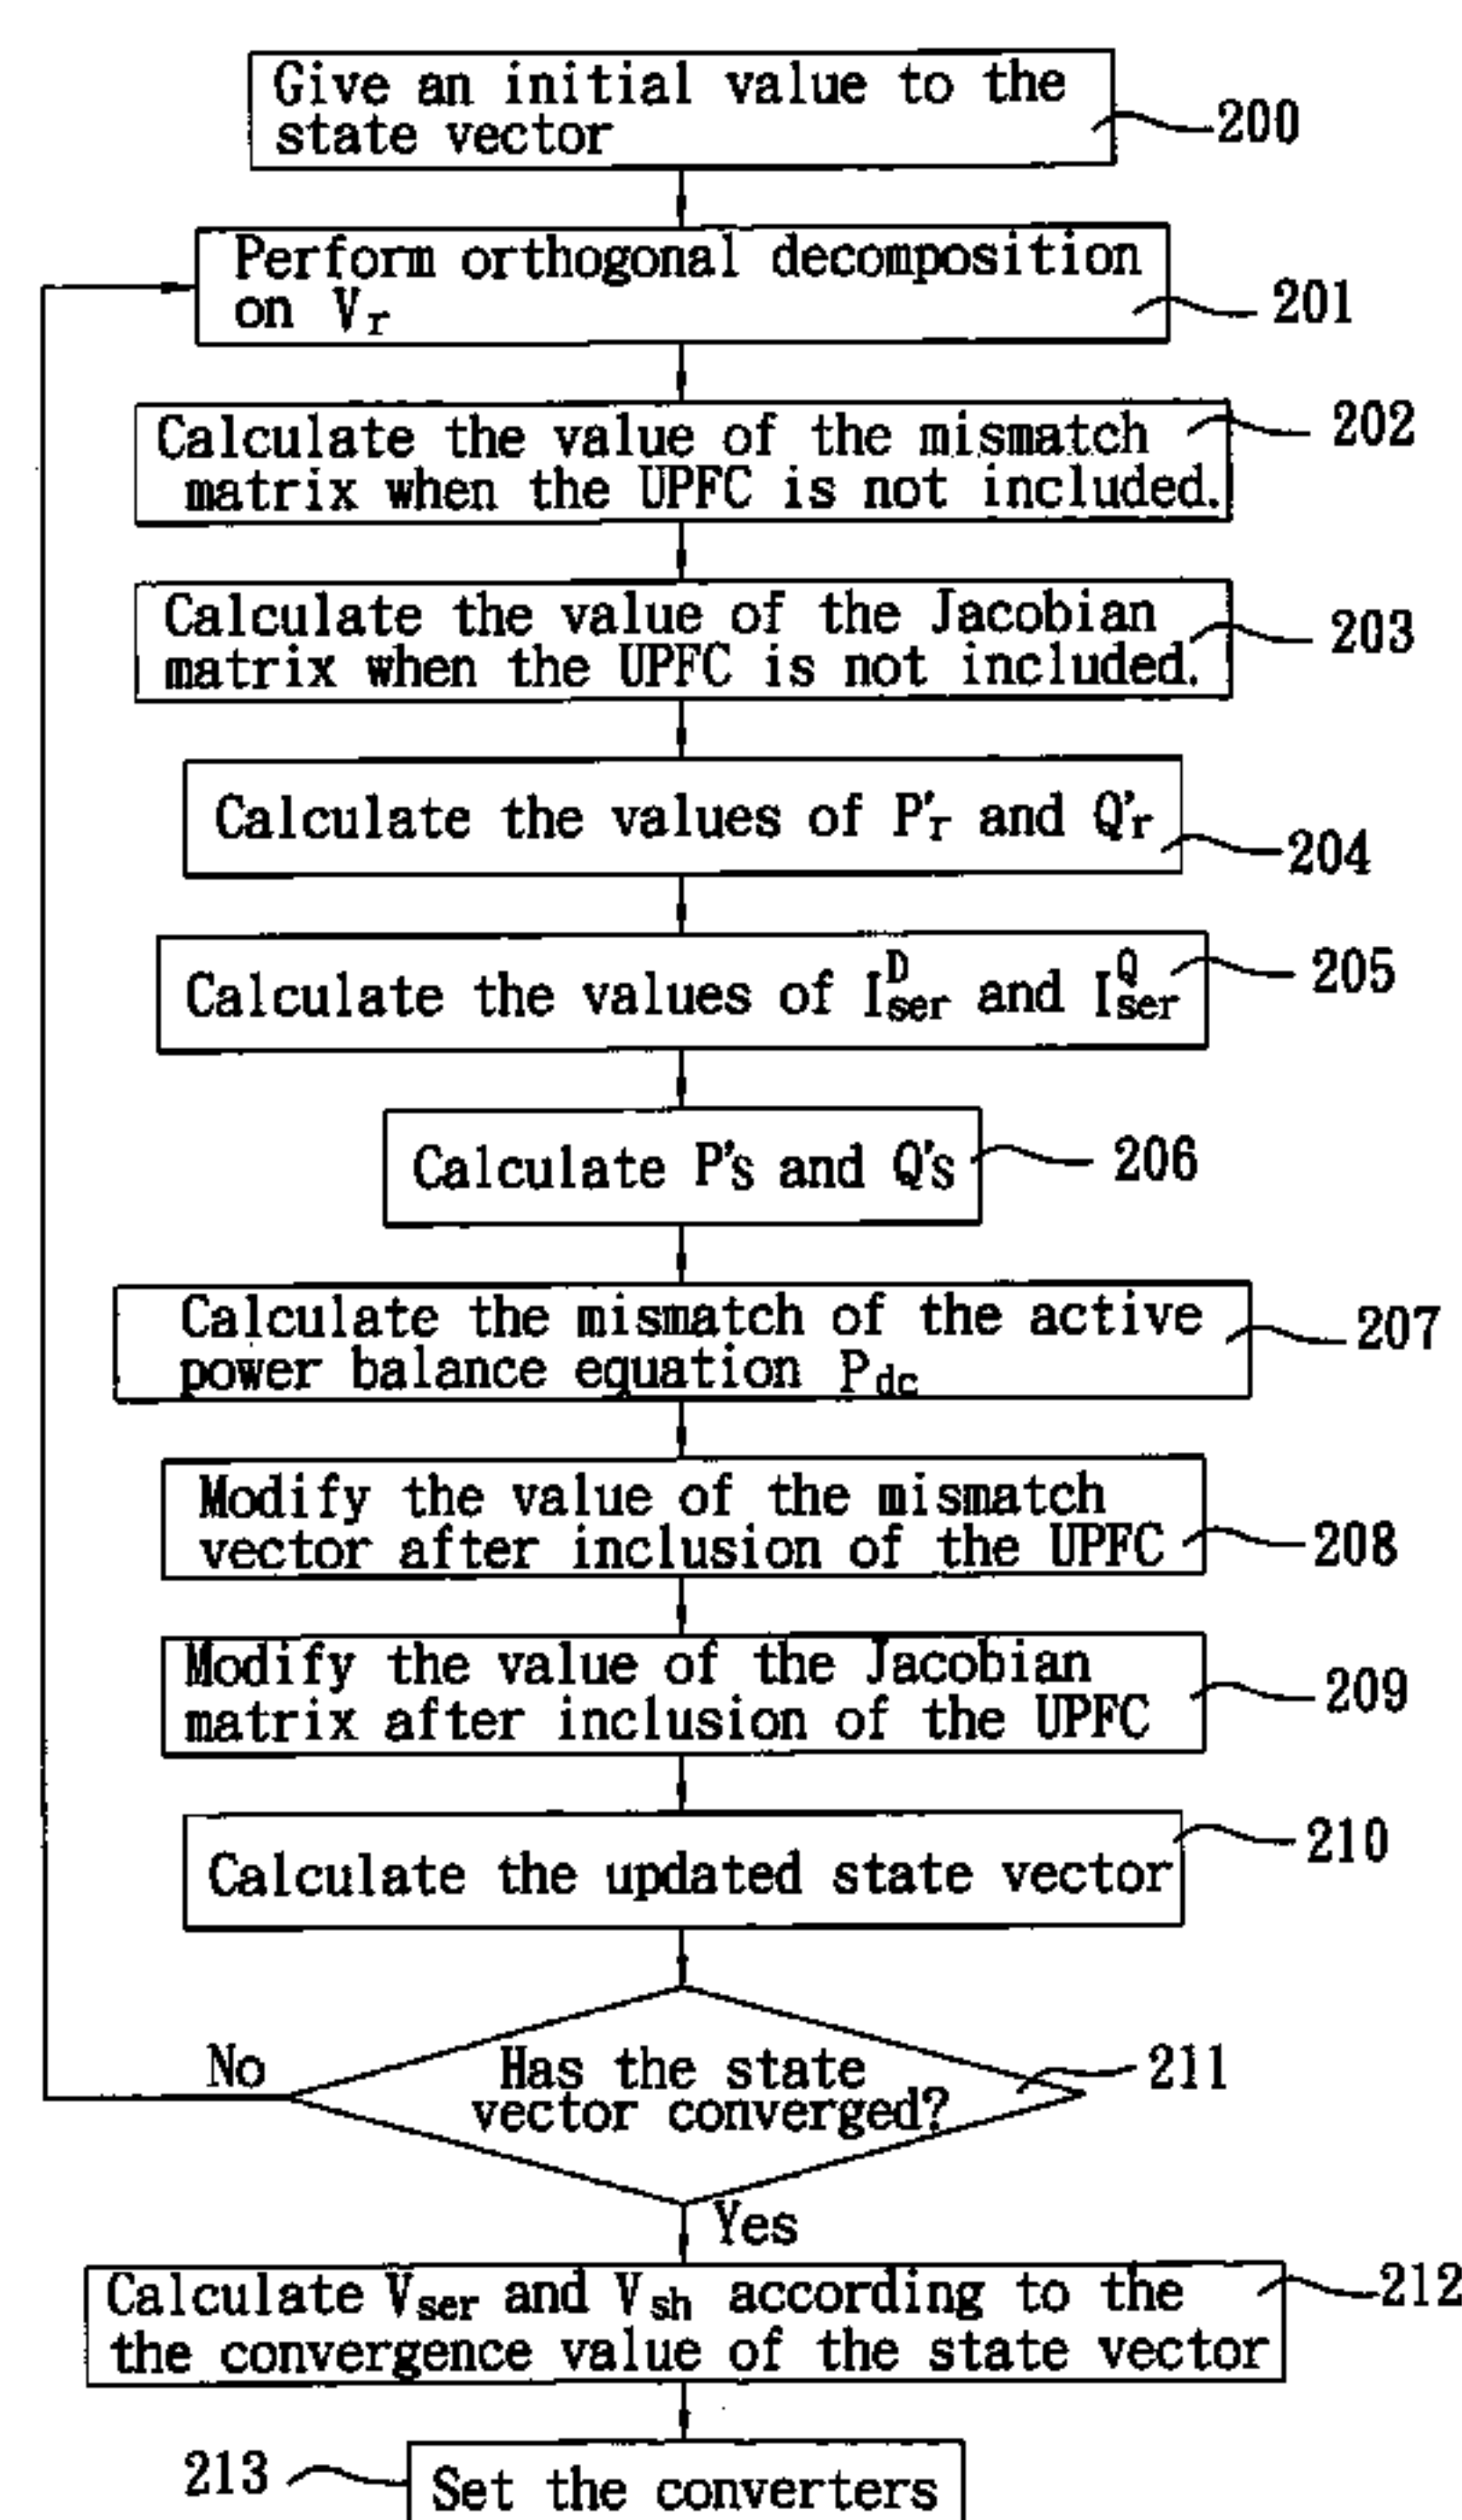 Give an initial value to the
state vector
200
Perform orthogonal decomposition
on Vr
201
Calculate the value of the mismatch
matrix when the UPFC is not included.
202
Calculate the value of the Jacobian
matrix when the UPFC is not included.
203
Calculate the values of P'r and Q'r
204
Calculate the values of I^D_ser and I^Q_ser
205
Calculate P's and Q's
206
Calculate the mismatch of the active
power balance equation Pdc
207
Modify the value of the mismatch
vector after inclusion of the UPFC
208
Modify the value of the Jacobian
matrix after inclusion of the UPFC
209
Calculate the updated state vector
210
Has the state
vector converged?
211
No
Yes
Calculate Vser and Vsh according to the
the convergence value of the state vector
212
213
Set the converters